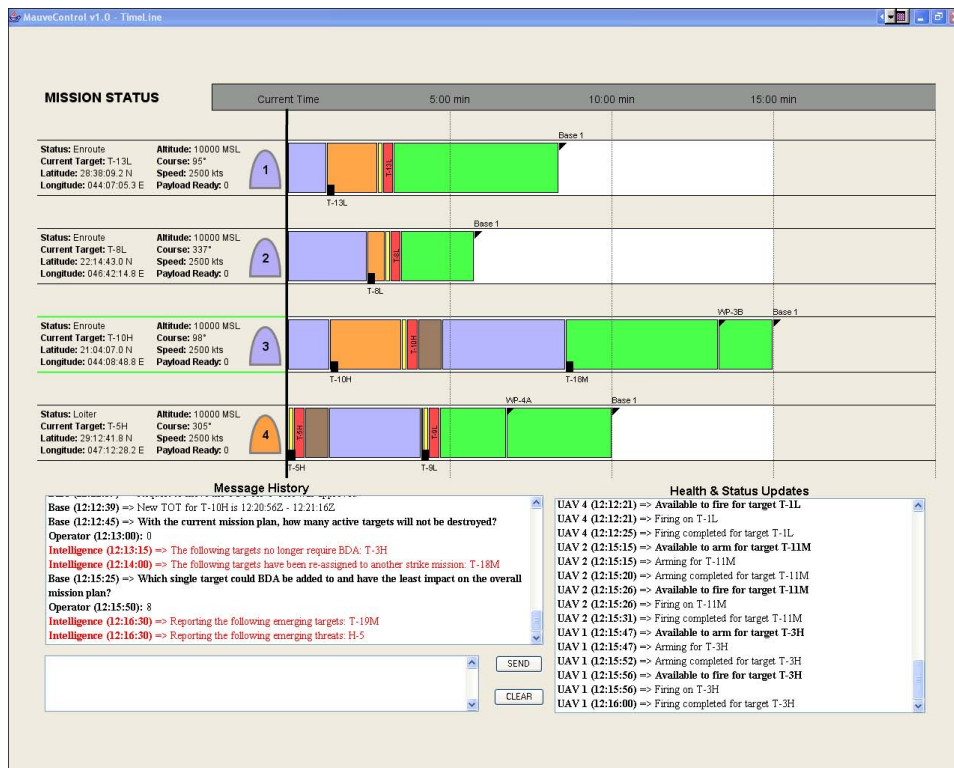 MauveControl v1.0 - TimeLine
MISSION STATUS
Current Time
5:00 min
10:00 min
15:00 min
Status: Enroute
Altitude: 10000 MSL
Current Target: T-13L
Course: 95°
Latitude: 28:38:09.2 N
Speed: 2500 kts
Longitude: 044:07:05.3 E
Payload Ready: 0
1
T-13L
T-13L
Base 1
Status: Enroute
Altitude: 10000 MSL
Current Target: T-8L
Course: 337°
Latitude: 22:14:43.0 N
Speed: 2500 kts
Longitude: 046:42:14.8 E
Payload Ready: 0
2
T-8L
T-8L
Base 1
Status: Enroute
Altitude: 10000 MSL
Current Target: T-10H
Course: 98°
Latitude: 21:04:07.0 N
Speed: 2500 kts
Longitude: 044:08:48.8 E
Payload Ready: 0
3
T-10H
T-10H
T-18M
WP-3B
Base 1
Status: Loiter
Altitude: 10000 MSL
Current Target: T-5H
Course: 305°
Latitude: 29:12:41.8 N
Speed: 2500 kts
Longitude: 047:12:28.2 E
Payload Ready: 0
4
T-5H
T-5H
T-9L
T-9L
WP-4A
Base 1
Message History
Base (12:12:39) => New TOT for T-10H is 12:20:56Z - 12:21:16Z
Base (12:12:45) => With the current mission plan, how many active targets will not be destroyed?
Operator (12:13:00): 0
Intelligence (12:13:15) => The following targets no longer require BDA: T-3H
Intelligence (12:14:00) => The following targets have been re-assigned to another strike mission: T-18M
Base (12:15:25) => Which single target could BDA be added to and have the least impact on the overall
mission plan?
Operator (12:15:50): 8
Intelligence (12:16:30) => Reporting the following emerging targets: T-19M
Intelligence (12:16:30) => Reporting the following emerging threats: H-5
SEND
CLEAR
Health & Status Updates
UAV 4 (12:12:21) => Available to fire for target T-1L
UAV 4 (12:12:21) => Firing on T-1L
UAV 4 (12:12:25) => Firing completed for target T-1L
UAV 2 (12:15:15) => Available to arm for target T-11M
UAV 2 (12:15:15) => Arming for T-11M
UAV 2 (12:15:20) => Arming completed for target T-11M
UAV 2 (12:15:26) => Available to fire for target T-11M
UAV 2 (12:15:26) => Firing on T-11M
UAV 2 (12:15:31) => Firing completed for target T-11M
UAV 1 (12:15:47) => Available to arm for target T-3H
UAV 1 (12:15:47) => Arming for T-3H
UAV 1 (12:15:52) => Arming completed for target T-3H
UAV 1 (12:15:56) => Available to fire for target T-3H
UAV 1 (12:15:56) => Firing on T-3H
UAV 1 (12:16:00) => Firing completed for target T-3H